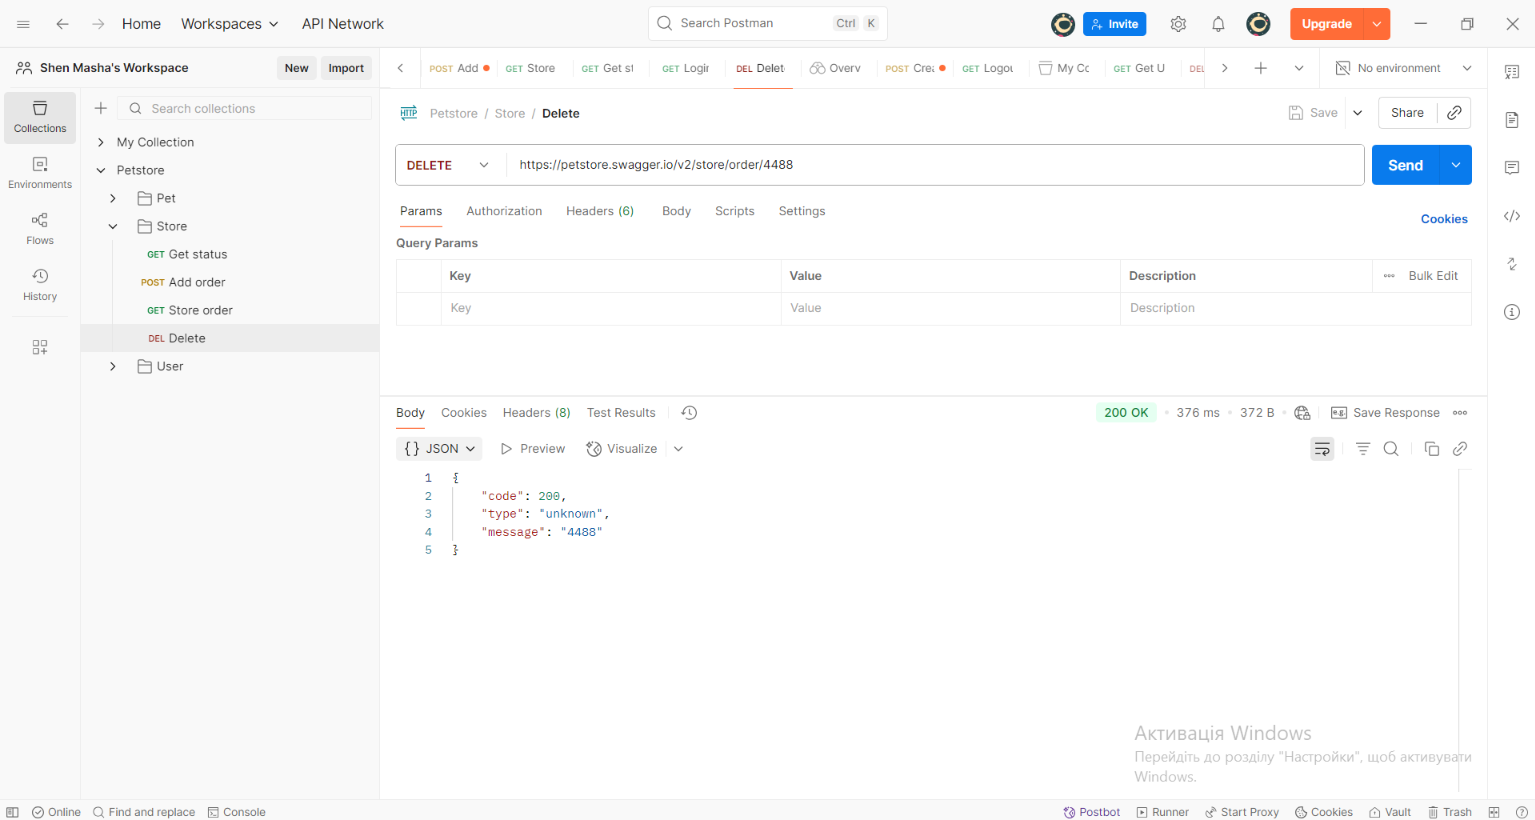 Home Workspaces API Network Search Postman Ctrl K Invite Upgrade
Shen Masha's Workspace New Import
POST Add GET Store GET Get st GET Login DEL Delet Overv POST Crea GET Logou My Co GET Get U DEL No environment
Collections
Environments
Flows
History
Search collections
My Collection
Petstore
Pet
Store
GET Get status
POST Add order
GET Store order
DEL Delete
User
HTTP Petstore / Store / Delete Save Share
DELETE https://petstore.swagger.io/v2/store/order/4488 Send
Params Authorization Headers (6) Body Scripts Settings Cookies
Query Params
Key Value Description Bulk Edit
Key Value Description
Body Cookies Headers (8) Test Results 200 OK 376 ms 372 B e.g. Save Response
{} JSON Preview Visualize
1 {
2 "code": 200,
3 "type": "unknown",
4 "message": "4488"
5 }
Активація Windows
Перейдіть до розділу "Настройки", щоб активувати
Windows.
Online Find and replace Console Postbot Runner Start Proxy Cookies Vault Trash